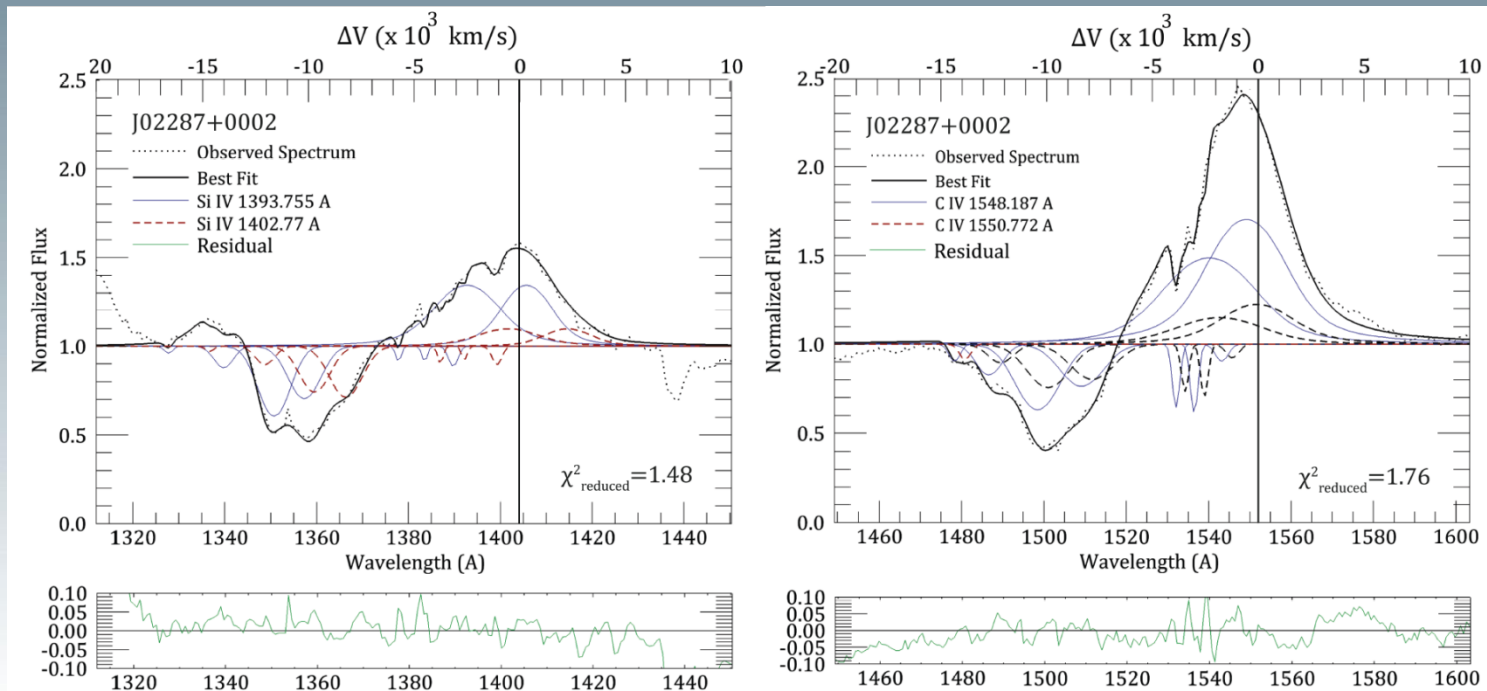 ΔV (x 10³ km/s)
20 -15 -10 -5 0 5 10
2.5
2.0
1.5
1.0
0.5
0.0
Normalized Flux
J02287+0002
Observed Spectrum
Best Fit
Si IV 1393.755 A
Si IV 1402.77 A
Residual
χ²reduced=1.48
1320 1340 1360 1380 1400 1420 1440
Wavelength (A)
0.10
0.05
0.00
-0.05
-0.10
1320 1340 1360 1380 1400 1420 1440
ΔV (x 10³ km/s)
20 -15 -10 -5 0 5 10
2.5
2.0
1.5
1.0
0.5
0.0
Normalized Flux
J02287+0002
Observed Spectrum
Best Fit
C IV 1548.187 A
C IV 1550.772 A
Residual
χ²reduced=1.76
1460 1480 1500 1520 1540 1560 1580 1600
Wavelength (A)
0.10
0.05
0.00
-0.05
-0.10
1460 1480 1500 1520 1540 1560 1580 1600